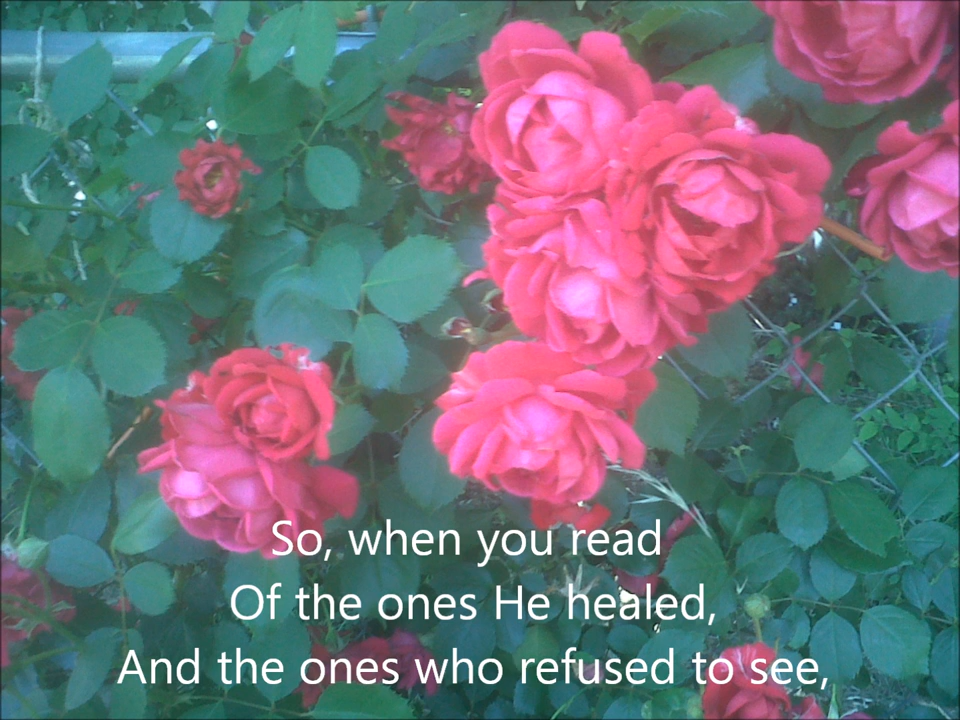 So, when you read
Of the ones He healed,
And the ones who refused to see,